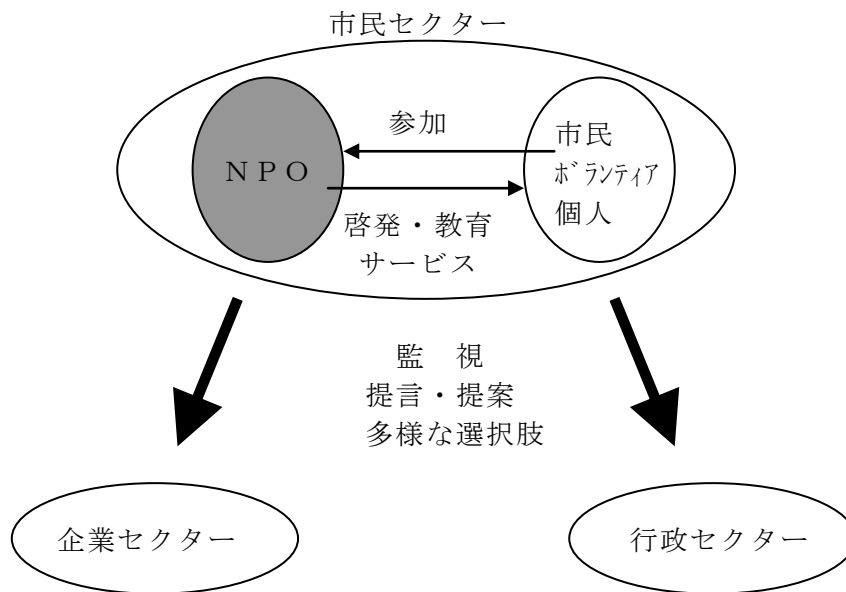 市民セクター
参加
NPO
市民
ﾎﾞﾗﾝﾃｨｱ
個人
啓発・教育
サービス
監　視
提言・提案
多様な選択肢
企業セクター
行政セクター